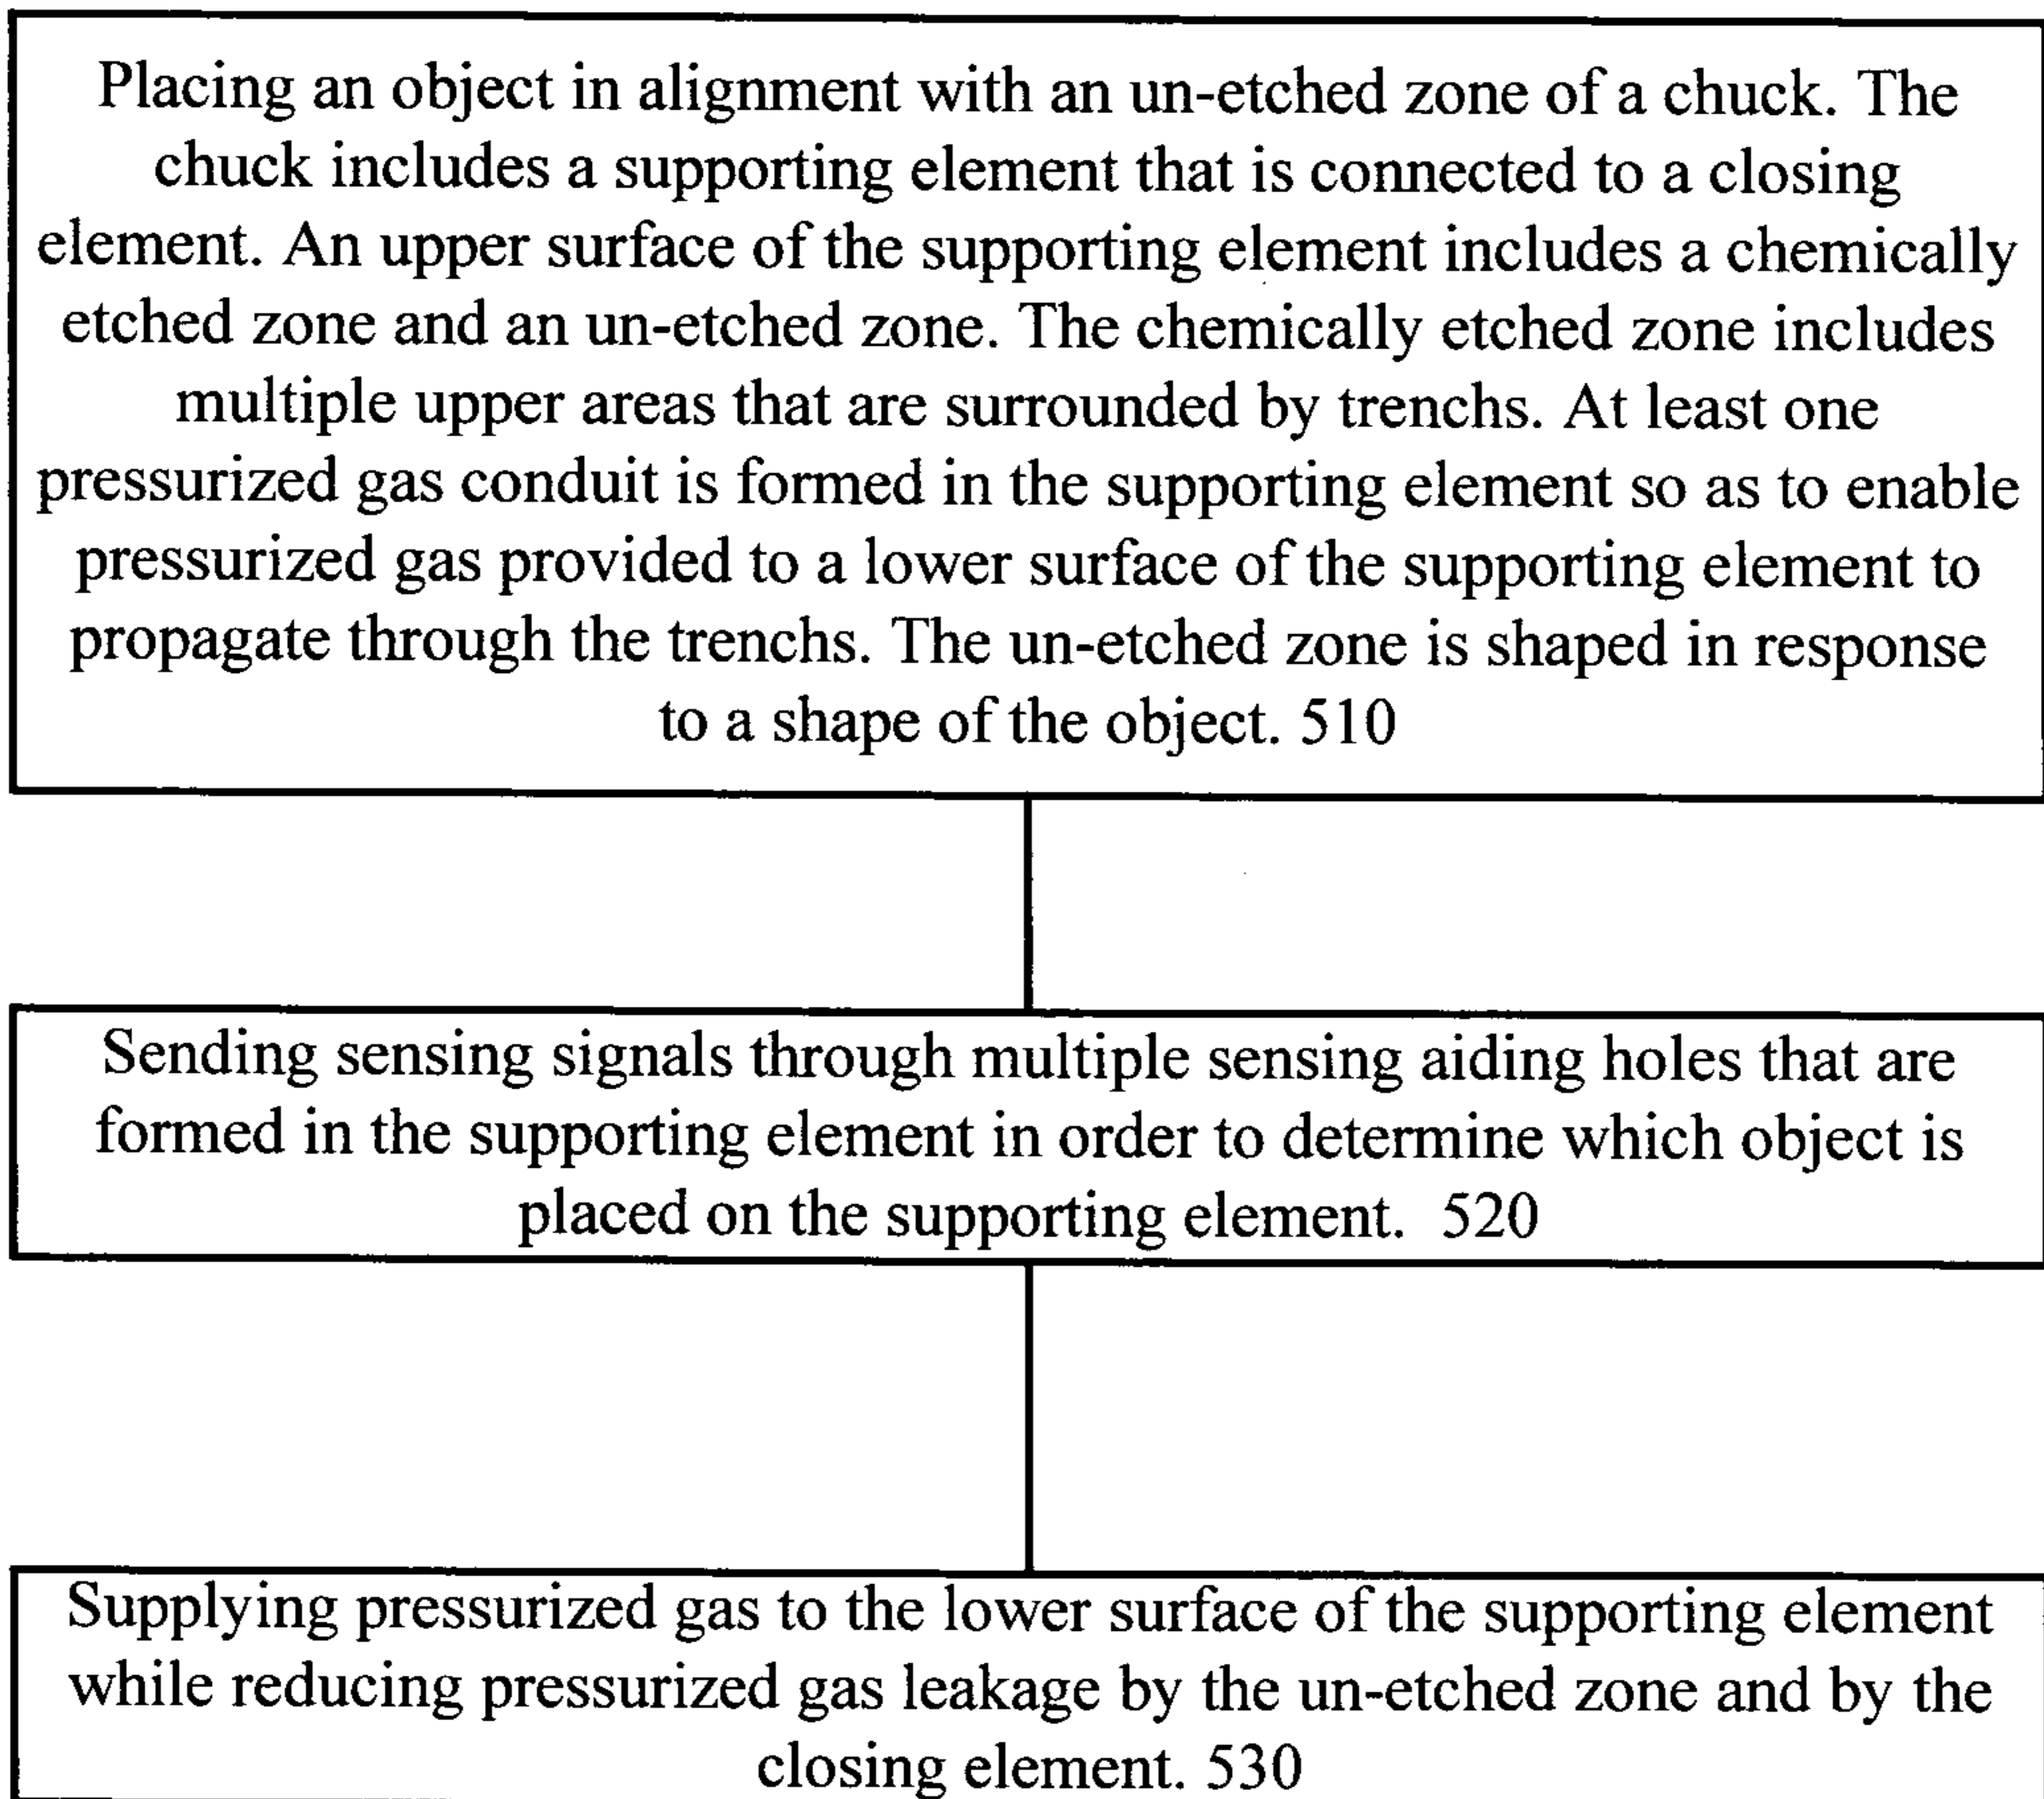 Placing an object in alignment with an un-etched zone of a chuck. The
chuck includes a supporting element that is connected to a closing
element. An upper surface of the supporting element includes a chemically
etched zone and an un-etched zone. The chemically etched zone includes
multiple upper areas that are surrounded by trenchs. At least one
pressurized gas conduit is formed in the supporting element so as to enable
pressurized gas provided to a lower surface of the supporting element to
propagate through the trenchs. The un-etched zone is shaped in response
to a shape of the object. 510
Sending sensing signals through multiple sensing aiding holes that are
formed in the supporting element in order to determine which object is
placed on the supporting element. 520
Supplying pressurized gas to the lower surface of the supporting element
while reducing pressurized gas leakage by the un-etched zone and by the
closing element. 530